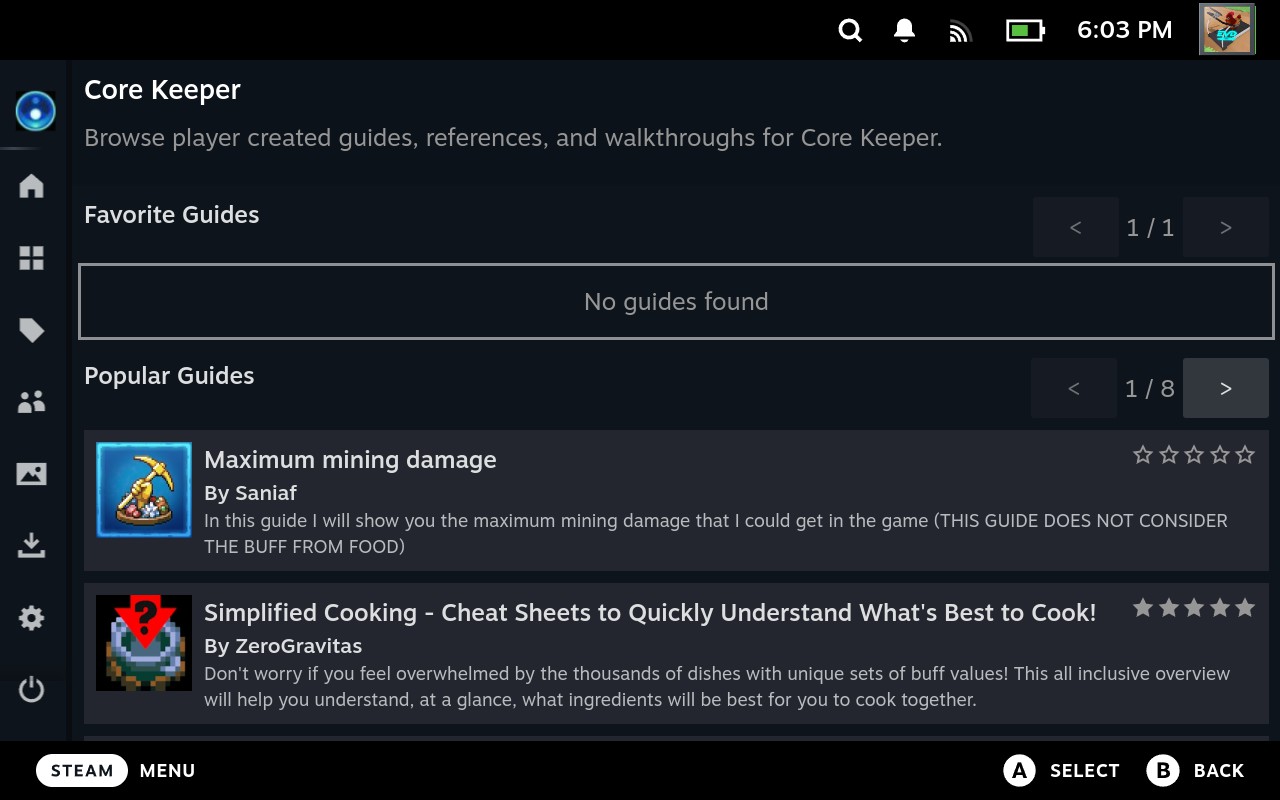 6:03 PM
Core Keeper
Browse player created guides, references, and walkthroughs for Core Keeper.
Favorite Guides
< 1 / 1 >
No guides found
Popular Guides
< 1 / 8 >
Maximum mining damage
By Saniaf
In this guide I will show you the maximum mining damage that I could get in the game (THIS GUIDE DOES NOT CONSIDER
THE BUFF FROM FOOD)
?
Simplified Cooking - Cheat Sheets to Quickly Understand What's Best to Cook!
By ZeroGravitas
Don't worry if you feel overwhelmed by the thousands of dishes with unique sets of buff values! This all inclusive overview
will help you understand, at a glance, what ingredients will be best for you to cook together.
STEAM MENU
A SELECT B BACK